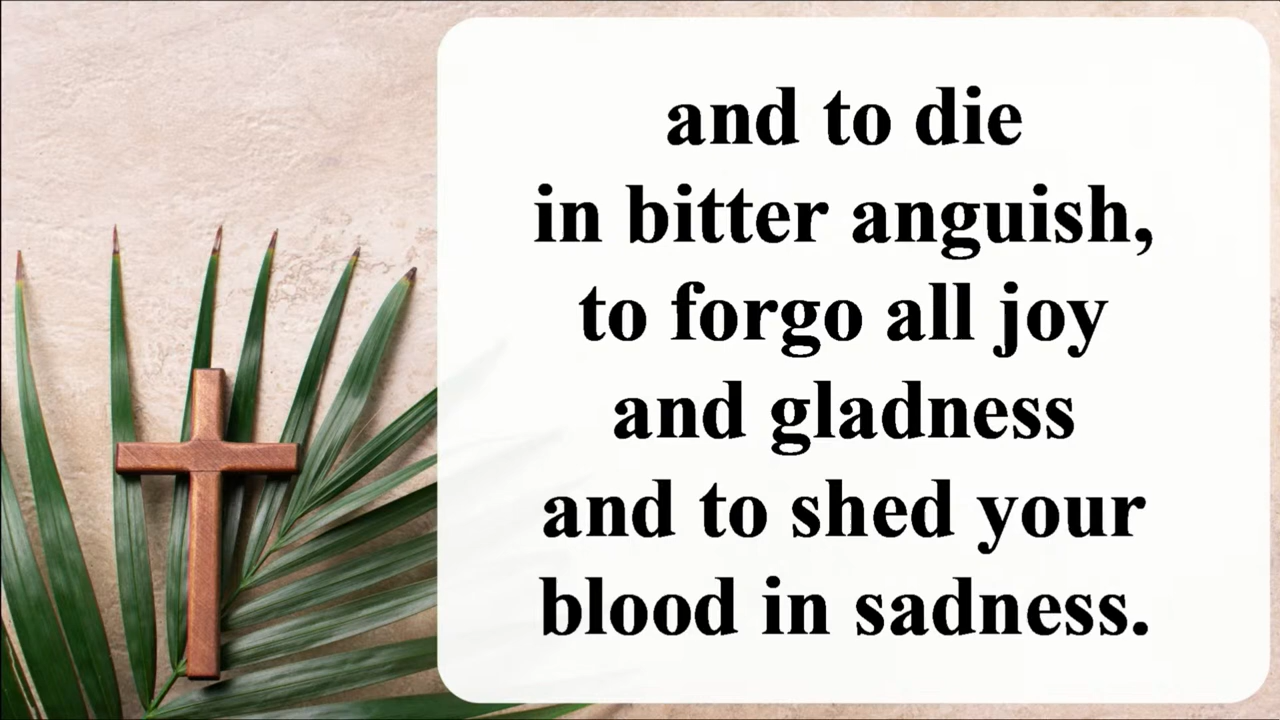 and to die
in bitter anguish,
to forgo all joy
and gladness
and to shed your
blood in sadness.